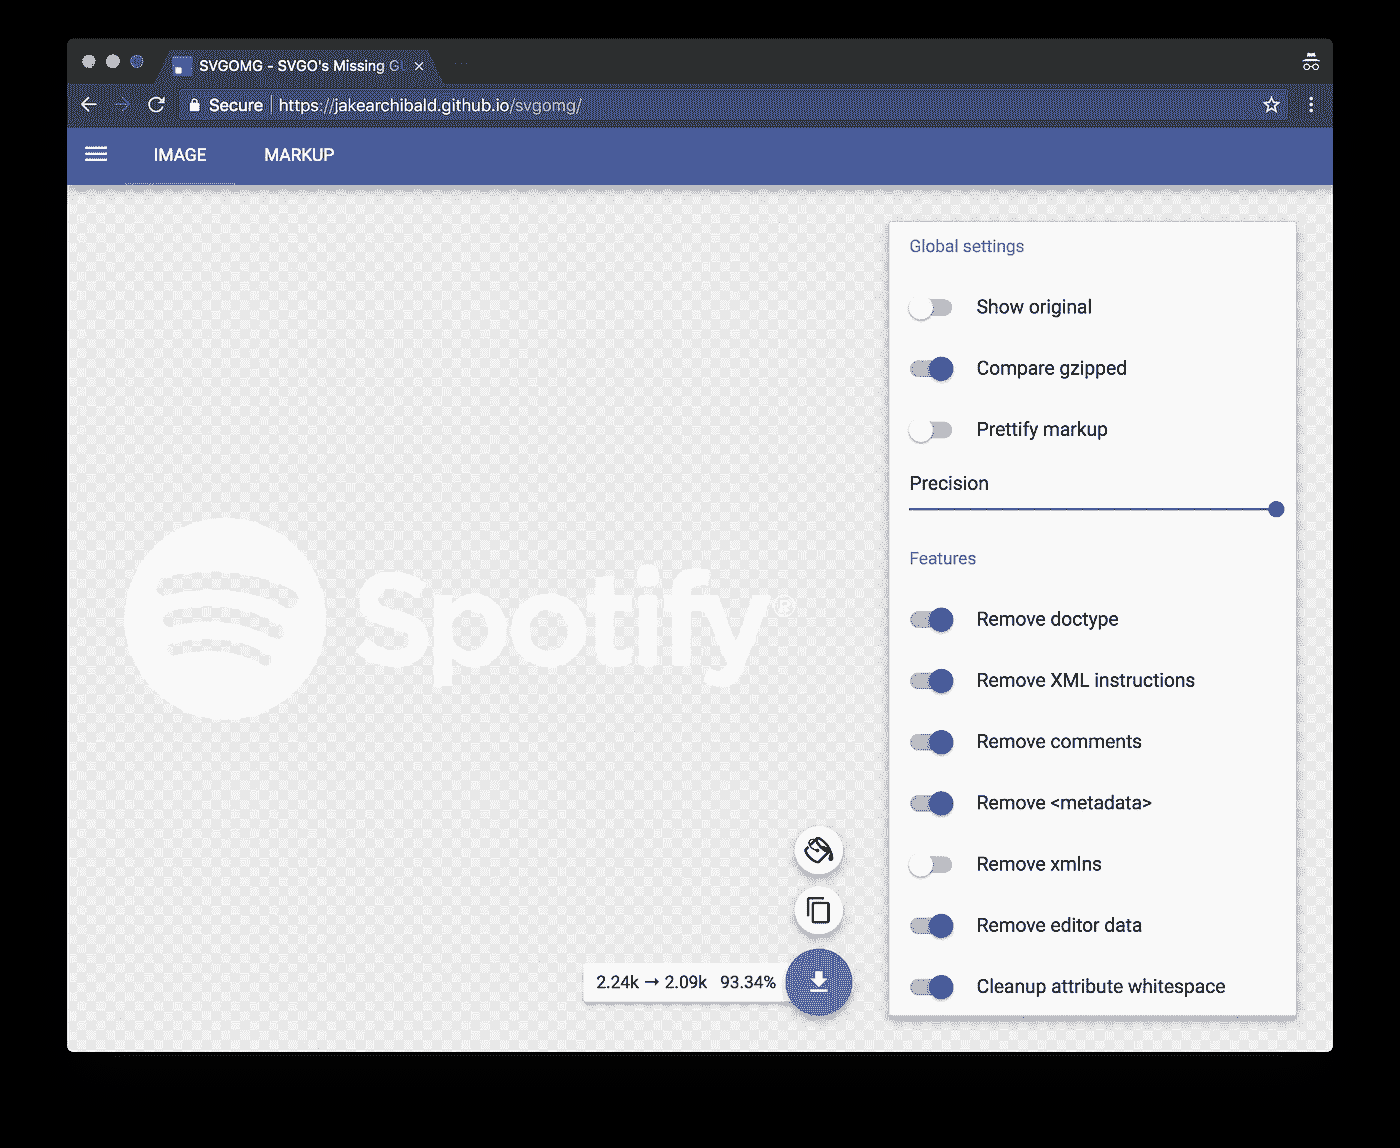 SVGOMG - SVGO's Missing G
Secure https://jakearchibald.github.io/svgomg/
IMAGE MARKUP
Global settings
Show original
Compare gzipped
Prettify markup
Precision
Features
Remove doctype
Remove XML instructions
Remove comments
Remove <metadata>
Remove xmlns
Remove editor data
Cleanup attribute whitespace
Spotify®
2.24k → 2.09k 93.34%